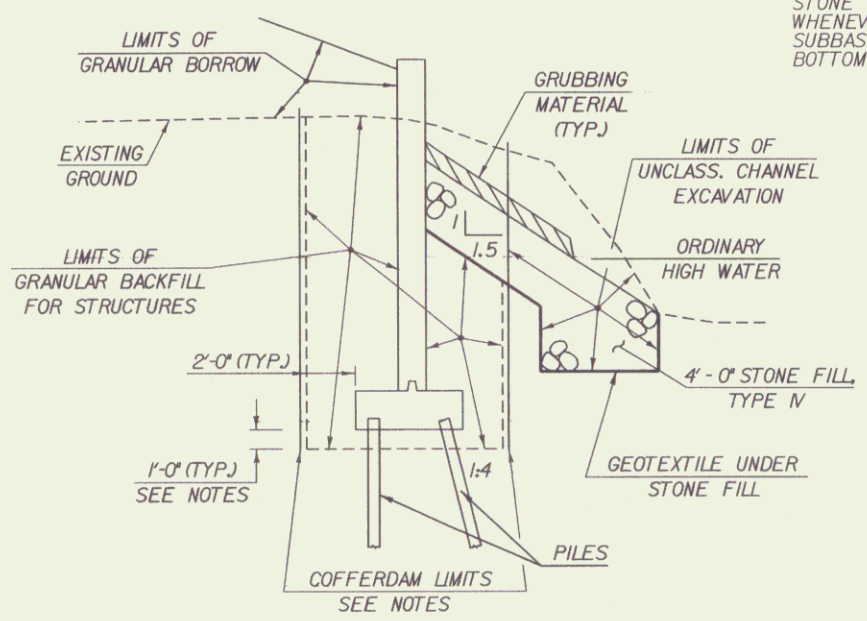 STONE
WHENEV
SUBBAS
BOTTOM
LIMITS OF
GRANULAR BORROW
GRUBBING
MATERIAL
(TYP.)
EXISTING
GROUND
LIMITS OF
UNCLASS. CHANNEL
EXCAVATION
1
1.5
ORDINARY
HIGH WATER
LIMITS OF
GRANULAR BACKFILL
FOR STRUCTURES
2'-0" (TYP.)
4'-0" STONE FILL,
TYPE IV
1'-0" (TYP.)
SEE NOTES
1:4
GEOTEXTILE UNDER
STONE FILL
PILES
COFFERDAM LIMITS
SEE NOTES